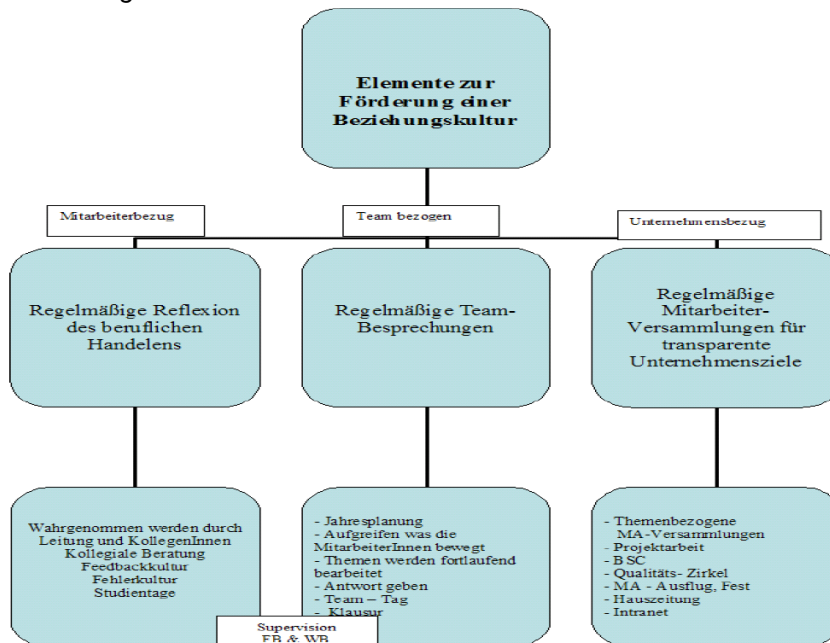 Elemente zur
Förderung einer
Beziehungskultur
Mitarbeiterbezug
Team bezogen
Unternehmensbezug
Regelmäßige Reflexion
des beruflichen
Handelens
Regelmäßige Team-
Besprechungen
Regelmäßige
Mitarbeiter-
Versammlungen für
transparente
Unternehmensziele
Wahrgenommen werden durch
Leitung und KollegenInnen
Kollegiale Beratung
Feedbackkultur
Fehlerkultur
Studientage
- Jahresplanung
- Aufgreifen was die
MitarbeiterInnen bewegt
- Themen werden fortlaufend
bearbeitet
- Antwort geben
- Team – Tag
- Klausur
- Themenbezogene
MA-Versammlungen
- Projektarbeit
- BSC
- Qualitäts- Zirkel
- MA - Ausflug, Fest
- Hauszeitung
- Intranet
Supervision
FB & WB